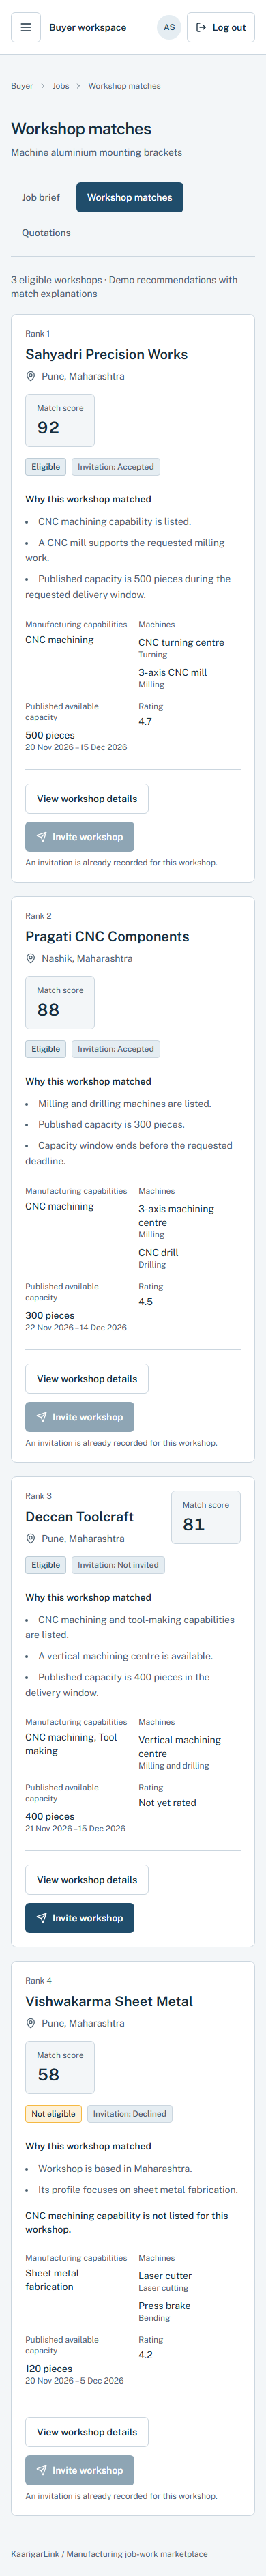 Buyer workspace
AS
Log out
Buyer > Jobs > Workshop matches
Workshop matches
Machine aluminium mounting brackets
Job brief
Workshop matches
Quotations
3 eligible workshops · Demo recommendations with
match explanations
Rank 1
Sahyadri Precision Works
Pune, Maharashtra
Match score
92
Eligible
Invitation: Accepted
Why this workshop matched
• CNC machining capability is listed.
• A CNC mill supports the requested milling
work.
• Published capacity is 500 pieces during the
requested delivery window.
Manufacturing capabilities
CNC machining
Machines
CNC turning centre
Turning
3-axis CNC mill
Milling
Published available
capacity
500 pieces
20 Nov 2026 – 15 Dec 2026
Rating
4.7
View workshop details
Invite workshop
An invitation is already recorded for this workshop.
Rank 2
Pragati CNC Components
Nashik, Maharashtra
Match score
88
Eligible
Invitation: Accepted
Why this workshop matched
• Milling and drilling machines are listed.
• Published capacity is 300 pieces.
• Capacity window ends before the requested
deadline.
Manufacturing capabilities
CNC machining
Machines
3-axis machining
centre
Milling
CNC drill
Drilling
Published available
capacity
300 pieces
22 Nov 2026 – 14 Dec 2026
Rating
4.5
View workshop details
Invite workshop
An invitation is already recorded for this workshop.
Rank 3
Deccan Toolcraft
Pune, Maharashtra
Match score
81
Eligible
Invitation: Not invited
Why this workshop matched
• CNC machining and tool-making capabilities
are listed.
• A vertical machining centre is available.
• Published capacity is 400 pieces in the
delivery window.
Manufacturing capabilities
CNC machining, Tool
making
Machines
Vertical machining
centre
Milling and drilling
Published available
capacity
400 pieces
21 Nov 2026 – 15 Dec 2026
Rating
Not yet rated
View workshop details
Invite workshop
Rank 4
Vishwakarma Sheet Metal
Pune, Maharashtra
Match score
58
Not eligible
Invitation: Declined
Why this workshop matched
• Workshop is based in Maharashtra.
• Its profile focuses on sheet metal fabrication.
CNC machining capability is not listed for this
workshop.
Manufacturing capabilities
Sheet metal
fabrication
Machines
Laser cutter
Laser cutting
Press brake
Bending
Published available
capacity
120 pieces
20 Nov 2026 – 5 Dec 2026
Rating
4.2
View workshop details
Invite workshop
An invitation is already recorded for this workshop.
KaarigarLink / Manufacturing job-work marketplace